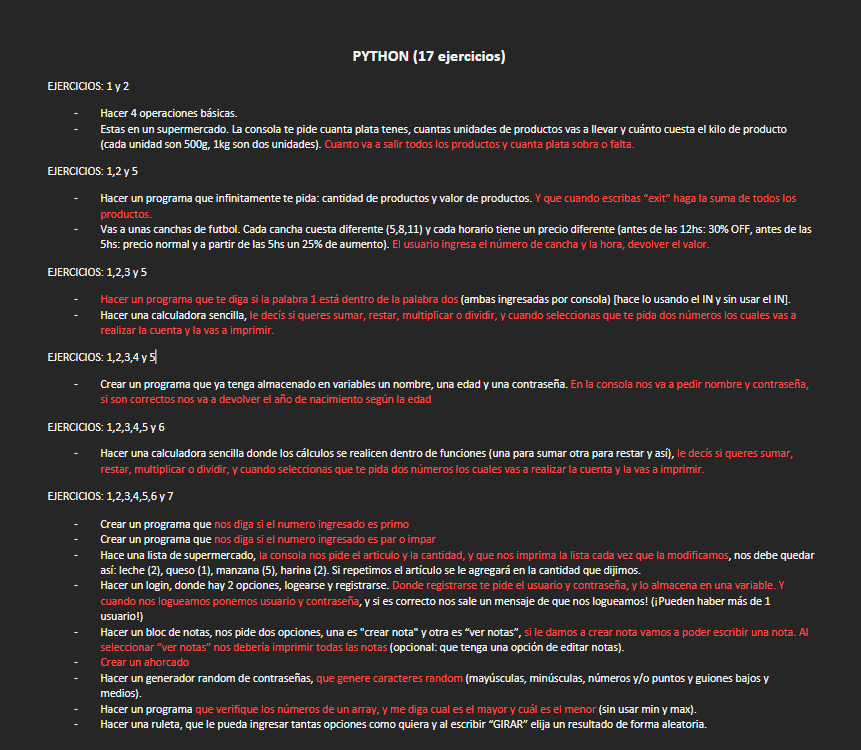 PYTHON (17 ejercicios)
EJERCICIOS: 1 y 2
- Hacer 4 operaciones básicas.
- Estas en un supermercado. La consola te pide cuanta plata tenes, cuantas unidades de productos vas a llevar y cuánto cuesta el kilo de producto
(cada unidad son 500g, 1kg son dos unidades). Cuanto va a salir todos los productos y cuanta plata sobra o falta.
EJERCICIOS: 1,2 y 5
- Hacer un programa que infinitamente te pida: cantidad de productos y valor de productos. Y que cuando escribas “exit” haga la suma de todos los
productos.
- Vas a unas canchas de futbol. Cada cancha cuesta diferente (5,8,11) y cada horario tiene un precio diferente (antes de las 12hs: 30% OFF, antes de las
5hs: precio normal y a partir de las 5hs un 25% de aumento). El usuario ingresa el número de cancha y la hora, devolver el valor.
EJERCICIOS: 1,2,3 y 5
- Hacer un programa que te diga si la palabra 1 está dentro de la palabra dos (ambas ingresadas por consola) [hace lo usando el IN y sin usar el IN].
- Hacer una calculadora sencilla, le decís si queres sumar, restar, multiplicar o dividir, y cuando seleccionas que te pida dos números los cuales vas a
realizar la cuenta y la vas a imprimir.
EJERCICIOS: 1,2,3,4 y 5
- Crear un programa que ya tenga almacenado en variables un nombre, una edad y una contraseña. En la consola nos va a pedir nombre y contraseña,
si son correctos nos va a devolver el año de nacimiento según la edad
EJERCICIOS: 1,2,3,4,5 y 6
- Hacer una calculadora sencilla donde los cálculos se realicen dentro de funciones (una para sumar otra para restar y así), le decís si queres sumar,
restar, multiplicar o dividir, y cuando seleccionas que te pida dos números los cuales vas a realizar la cuenta y la vas a imprimir.
EJERCICIOS: 1,2,3,4,5,6 y 7
- Crear un programa que nos diga si el numero ingresado es primo
- Crear un programa que nos diga si el numero ingresado es par o impar
- Hace una lista de supermercado, la consola nos pide el articulo y la cantidad, y que nos imprima la lista cada vez que la modificamos, nos debe quedar
así: leche (2), queso (1), manzana (5), harina (2). Si repetimos el artículo se le agregará en la cantidad que dijimos.
- Hacer un login, donde hay 2 opciones, logearse y registrarse. Donde registrarse te pide el usuario y contraseña, y lo almacena en una variable. Y
cuando nos logueamos ponemos usuario y contraseña, y si es correcto nos sale un mensaje de que nos logueamos! (¡Pueden haber más de 1
usuario!)
- Hacer un bloc de notas, nos pide dos opciones, una es "crear nota" y otra es “ver notas”, si le damos a crear nota vamos a poder escribir una nota. Al
seleccionar “ver notas” nos debería imprimir todas las notas (opcional: que tenga una opción de editar notas).
- Crear un ahorcado
- Hacer un generador random de contraseñas, que genere caracteres random (mayúsculas, minúsculas, números y/o puntos y guiones bajos y
medios).
- Hacer un programa que verifique los números de un array, y me diga cual es el mayor y cuál es el menor (sin usar min y max).
- Hacer una ruleta, que le pueda ingresar tantas opciones como quiera y al escribir “GIRAR” elija un resultado de forma aleatoria.